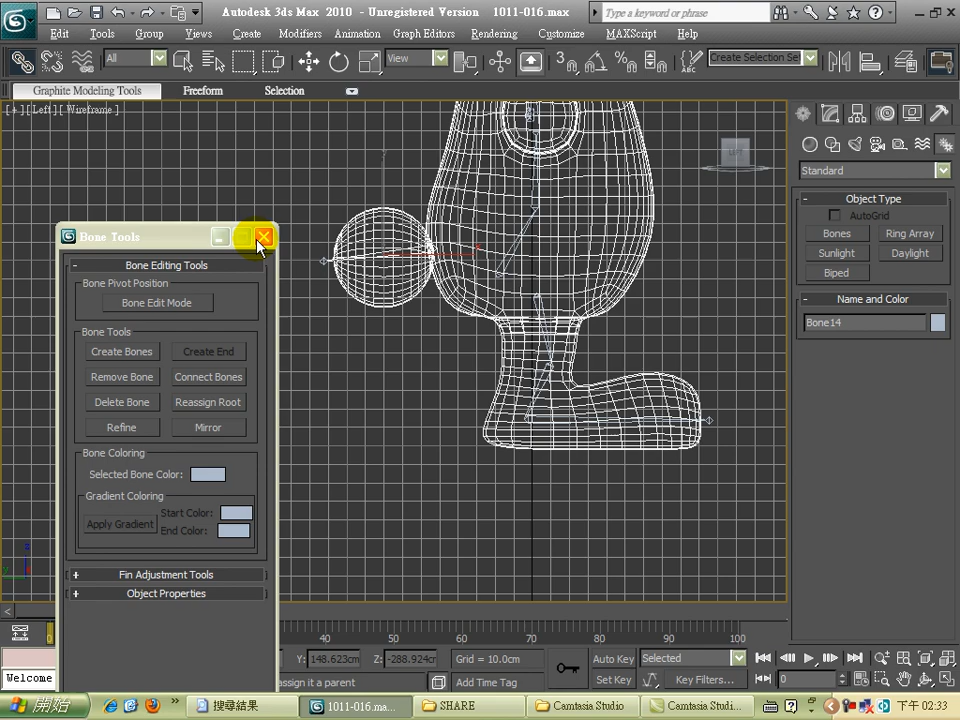 Autodesk 3ds Max 2010 - Unregistered Version 1011-016.max
Type a keyword or phrase
Edit Tools Group Views Create Modifiers Animation Graph Editors Rendering Customize MAXScript Help
All View Create Selection Se
Graphite Modeling Tools Freeform Selection
[+][Left][Wireframe]
LEFT
Standard
Object Type
AutoGrid
Bones Ring Array
Sunlight Daylight
Biped
Name and Color
Bone14
Bone Tools
Bone Editing Tools
Bone Pivot Position
Bone Edit Mode
Bone Tools
Create Bones Create End
Remove Bone Connect Bones
Delete Bone Reassign Root
Refine Mirror
Bone Coloring
Selected Bone Color:
Gradient Coloring
Apply Gradient Start Color:
End Color:
Fin Adjustment Tools
Object Properties
40 50 60 70 80 90 100
Y: 148.623cm Z: -288.924cm Grid = 10.0cm Auto Key Selected
Welcome assign it a parent Add Time Tag Set Key Key Filters... 0
開始 搜尋結果 1011-016.ma... SHARE Camtasia Studio Camtasia Studi... 下午 02:33